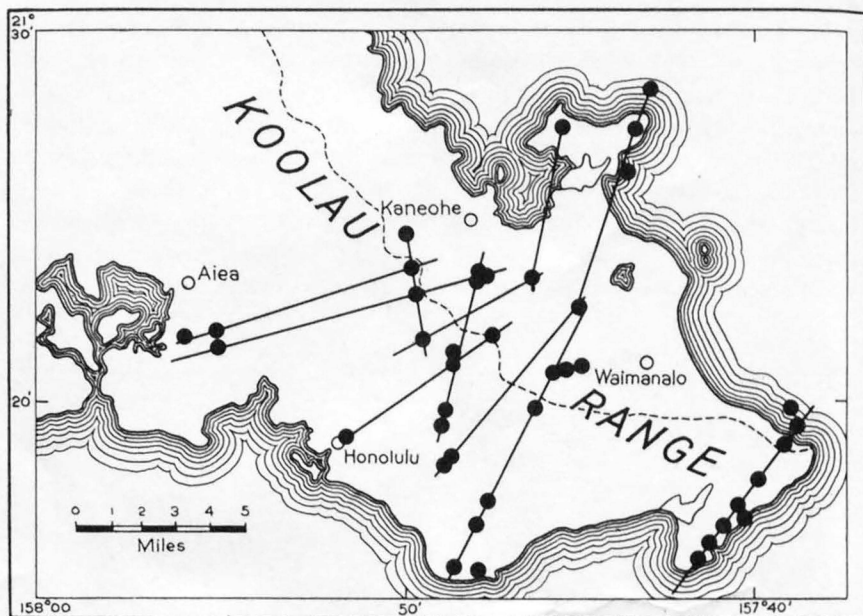 21°
30'
KOOLAU
Kaneohe
Aiea
Waimanalo
20'
RANGE
Honolulu
0 1 2 3 4 5
Miles
158°00
50'
157°40